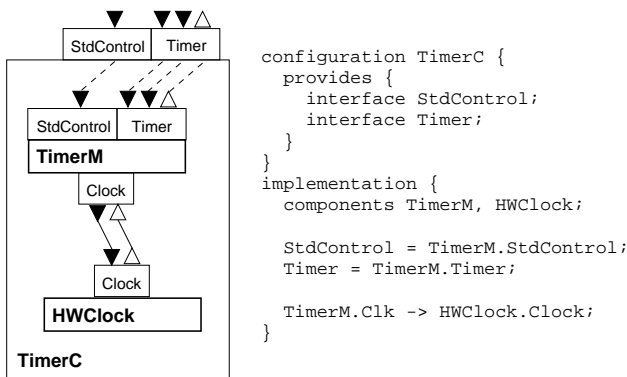 StdControl Timer
StdControl Timer
TimerM
Clock
Clock
HWClock
TimerC
configuration TimerC {
provides {
interface StdControl;
interface Timer;
}
}
implementation {
components TimerM, HWClock;
StdControl = TimerM.StdControl;
Timer = TimerM.Timer;
TimerM.Clk -> HWClock.Clock;
}